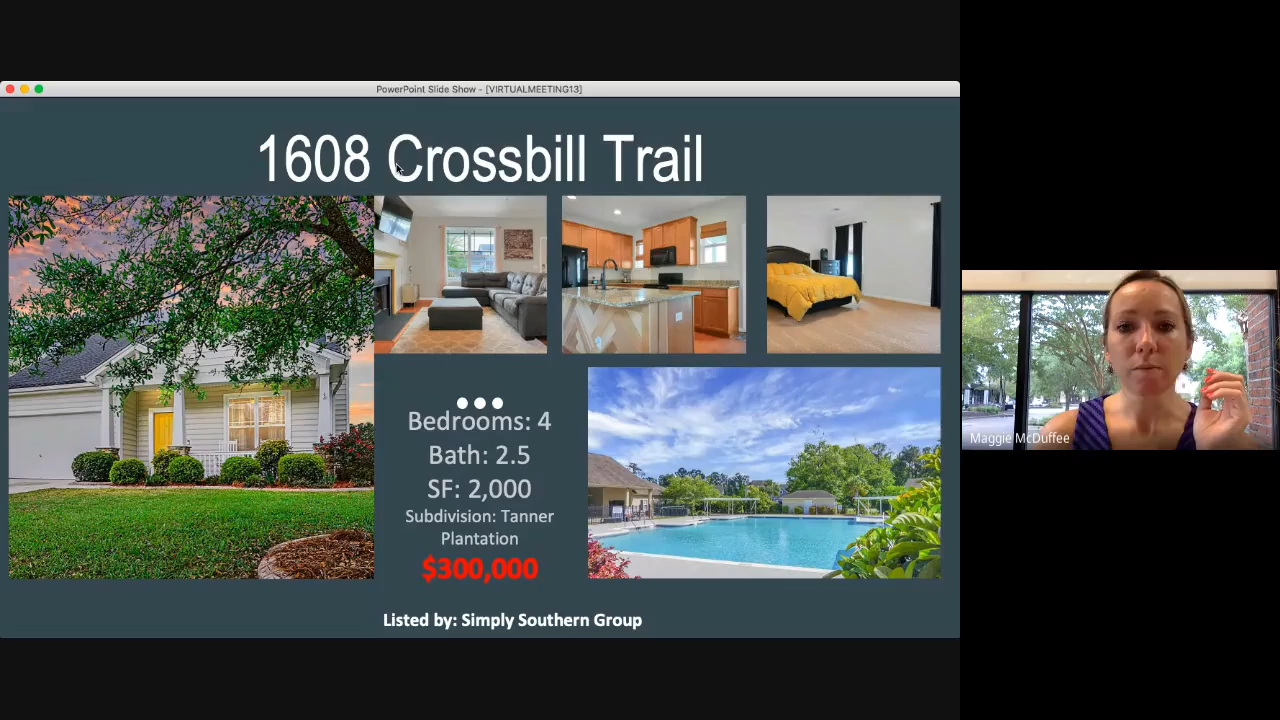 PowerPoint Slide Show - [VIRTUALMEETING13]
1608 Crossbill Trail
Bedrooms: 4
Bath: 2.5
SF: 2,000
Subdivision: Tanner
Plantation
$300,000
Listed by: Simply Southern Group
Maggie McDuffee